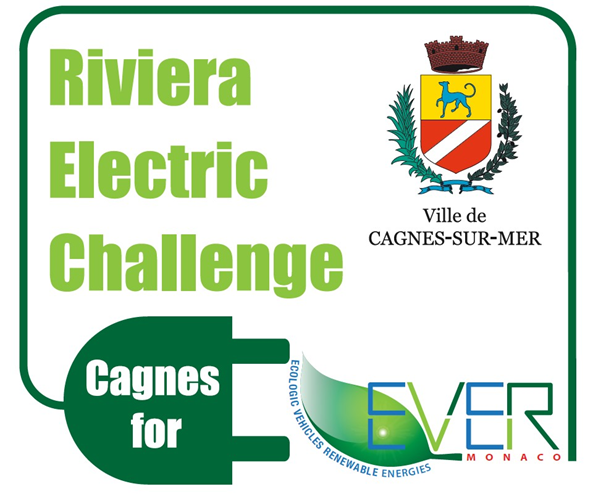 Riviera
Electric
Challenge
Ville de
CAGNES-SUR-MER
Cagnes
for
ECOLOGIC VEHICLES RENEWABLE ENERGIES
EVER
MONACO